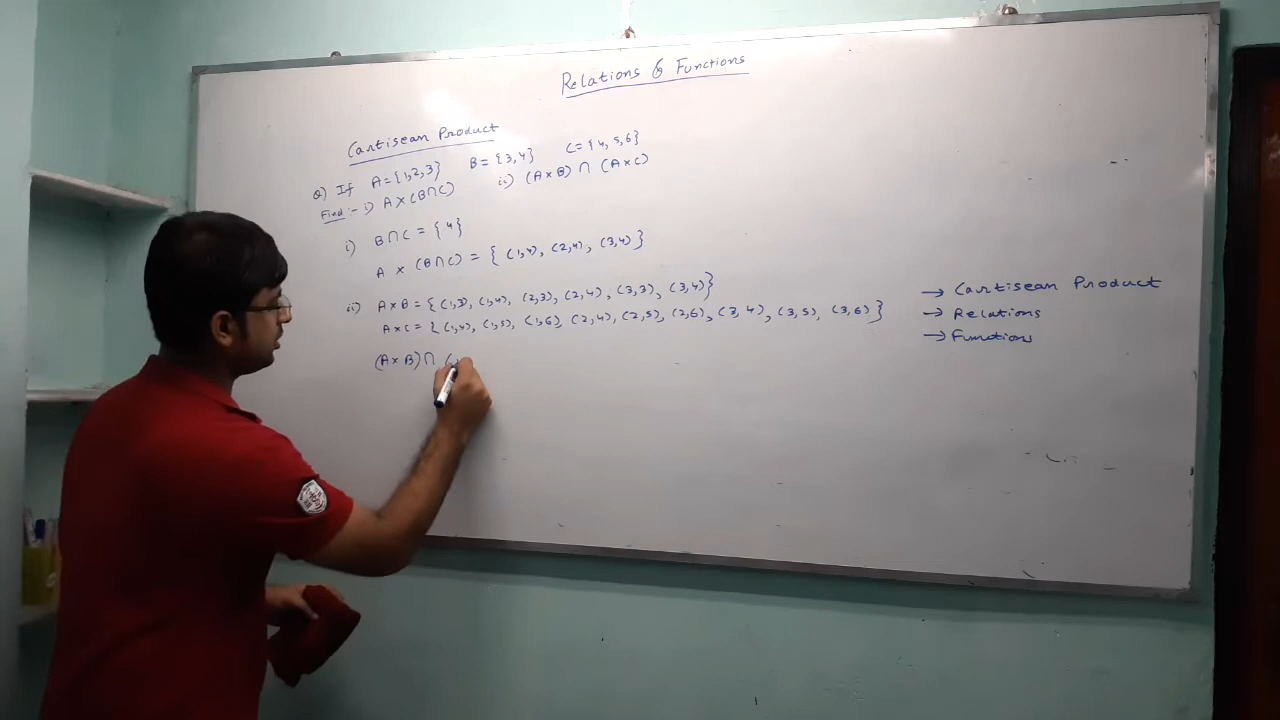 Relations & Functions
Cartisean Product
Q) If A={1,2,3} B={3,4} C={4,5,6}
Find:- i) A×(B∩C) ii) (A×B)∩(A×C)
i) B∩C={4}
A × (B∩C) = { (1,4), (2,4), (3,4) }
ii) A×B={(1,3), (1,4), (2,3), (2,4), (3,3), (3,4)}
A×C={(1,4), (1,5), (1,6), (2,4), (2,5), (2,6), (3,4), (3,5), (3,6)}
(A×B)∩(
→ Cartisean Product
→ Relations
→ Functions